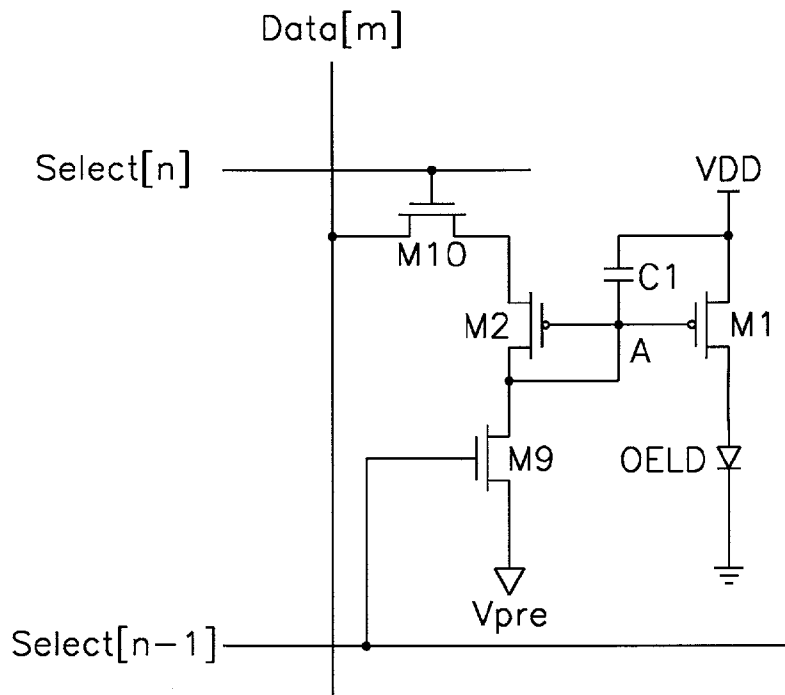 Data[m]
Select[n]
VDD
M10
C1
M2
M1
A
M9
OELD
Vpre
Select[n-1]